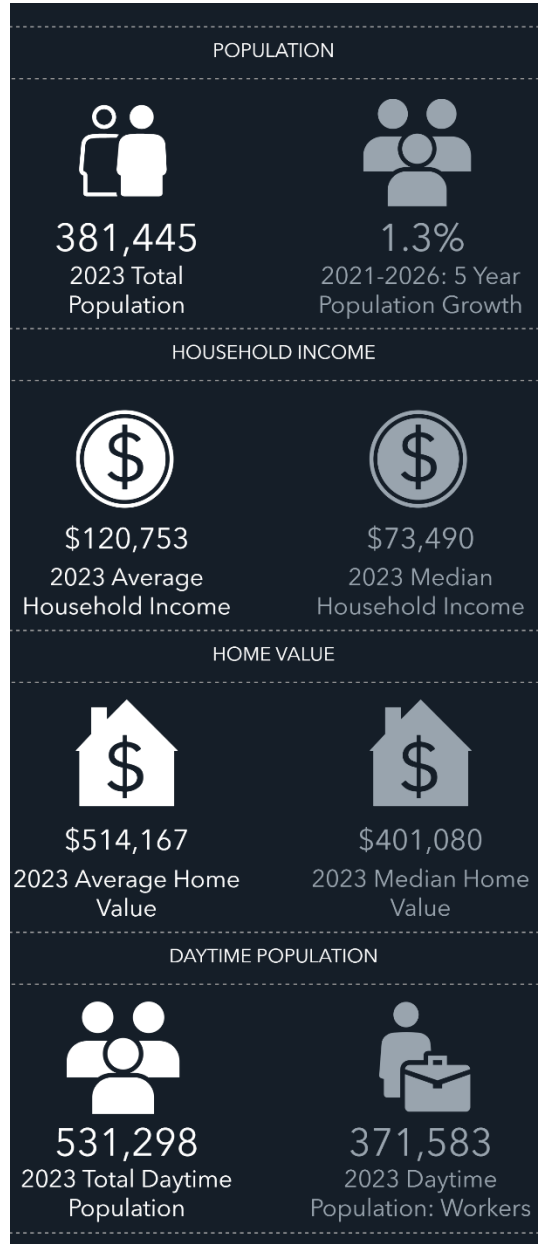 POPULATION
381,445
2023 Total
Population
1.3%
2021-2026: 5 Year
Population Growth
HOUSEHOLD INCOME
$
$120,753
2023 Average
Household Income
$
$73,490
2023 Median
Household Income
HOME VALUE
$
$514,167
2023 Average Home
Value
$
$401,080
2023 Median Home
Value
DAYTIME POPULATION
531,298
2023 Total Daytime
Population
371,583
2023 Daytime
Population: Workers